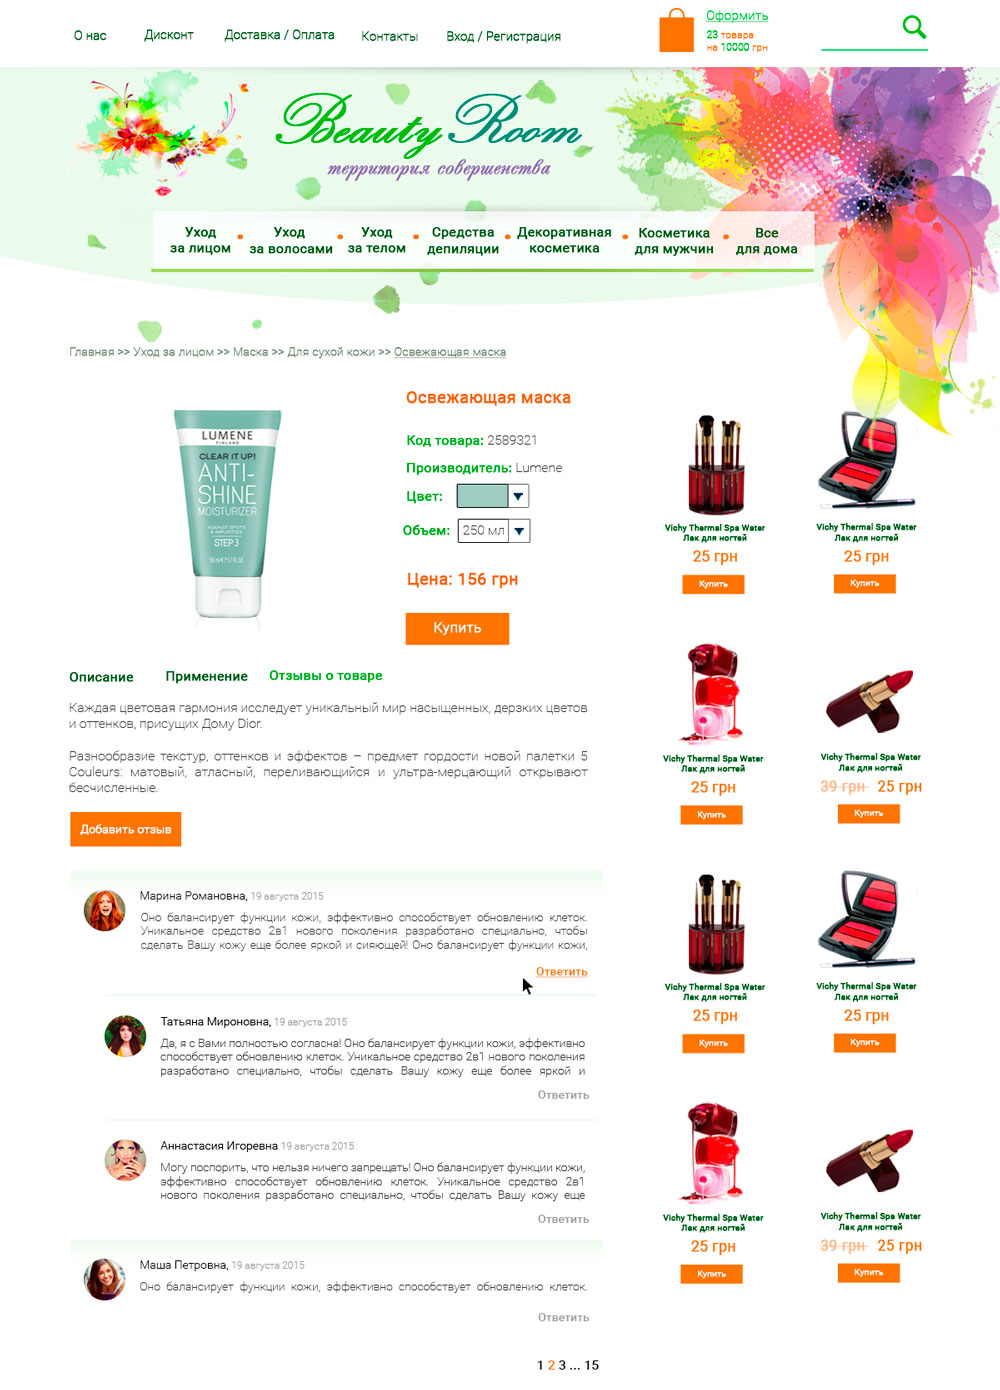 О нас
Дисконт
Доставка / Оплата
Контакты
Вход / Регистрация
Оформить
23 товара
на 10000 грн
Beauty Room
территория совершенства
Уход
за лицом
Уход
за волосами
Уход
за телом
Средства
депиляции
Декоративная
косметика
Косметика
для мужчин
Все
для дома
Главная >> Уход за лицом >> Маска >> Для сухой кожи >> Освежающая маска
LUMENE
FINLAND
CLEAR IT UP!
ANTI-
SHINE
MOISTURIZER
AGAINST SPOTS
& IMPURITIES
STEP 3
50 ml e 1.7 fl.oz.
Освежающая маска
Код товара: 2589321
Производитель: Lumene
Цвет:
Объем: 250 мл
Цена: 156 грн
Купить
Vichy Thermal Spa Water
Лак для ногтей
25 грн
Купить
Vichy Thermal Spa Water
Лак для ногтей
25 грн
Купить
Vichy Thermal Spa Water
Лак для ногтей
25 грн
Купить
Vichy Thermal Spa Water
Лак для ногтей
39 грн 25 грн
Купить
Vichy Thermal Spa Water
Лак для ногтей
25 грн
Купить
Vichy Thermal Spa Water
Лак для ногтей
25 грн
Купить
Vichy Thermal Spa Water
Лак для ногтей
25 грн
Купить
Vichy Thermal Spa Water
Лак для ногтей
39 грн 25 грн
Купить
Описание
Применение
Отзывы о товаре
Каждая цветовая гармония исследует уникальный мир насыщенных, дерзких цветов
и оттенков, присущих Дому Dior.
Разнообразие текстур, оттенков и эффектов – предмет гордости новой палетки 5
Couleurs: матовый, атласный, переливающийся и ультра-мерцающий открывают
бесчисленные.
Добавить отзыв
Марина Романовна, 19 августа 2015
Оно балансирует функции кожи, эффективно способствует обновлению клеток.
Уникальное средство 2в1 нового поколения разработано специально, чтобы
сделать Вашу кожу еще более яркой и сияющей! Оно балансирует функции кожи,
Ответить
Татьяна Мироновна, 19 августа 2015
Да, я с Вами полностью согласна! Оно балансирует функции кожи, эффективно
способствует обновлению клеток. Уникальное средство 2в1 нового поколения
разработано специально, чтобы сделать Вашу кожу еще более яркой и
Ответить
Аннастасия Игоревна 19 августа 2015
Могу поспорить, что нельзя ничего запрещать! Оно балансирует функции кожи,
эффективно способствует обновлению клеток. Уникальное средство 2в1
нового поколения разработано специально, чтобы сделать Вашу кожу еще
Ответить
Маша Петровна, 19 августа 2015
Оно балансирует функции кожи, эффективно способствует обновлению клеток.
Ответить
1 2 3 ... 15